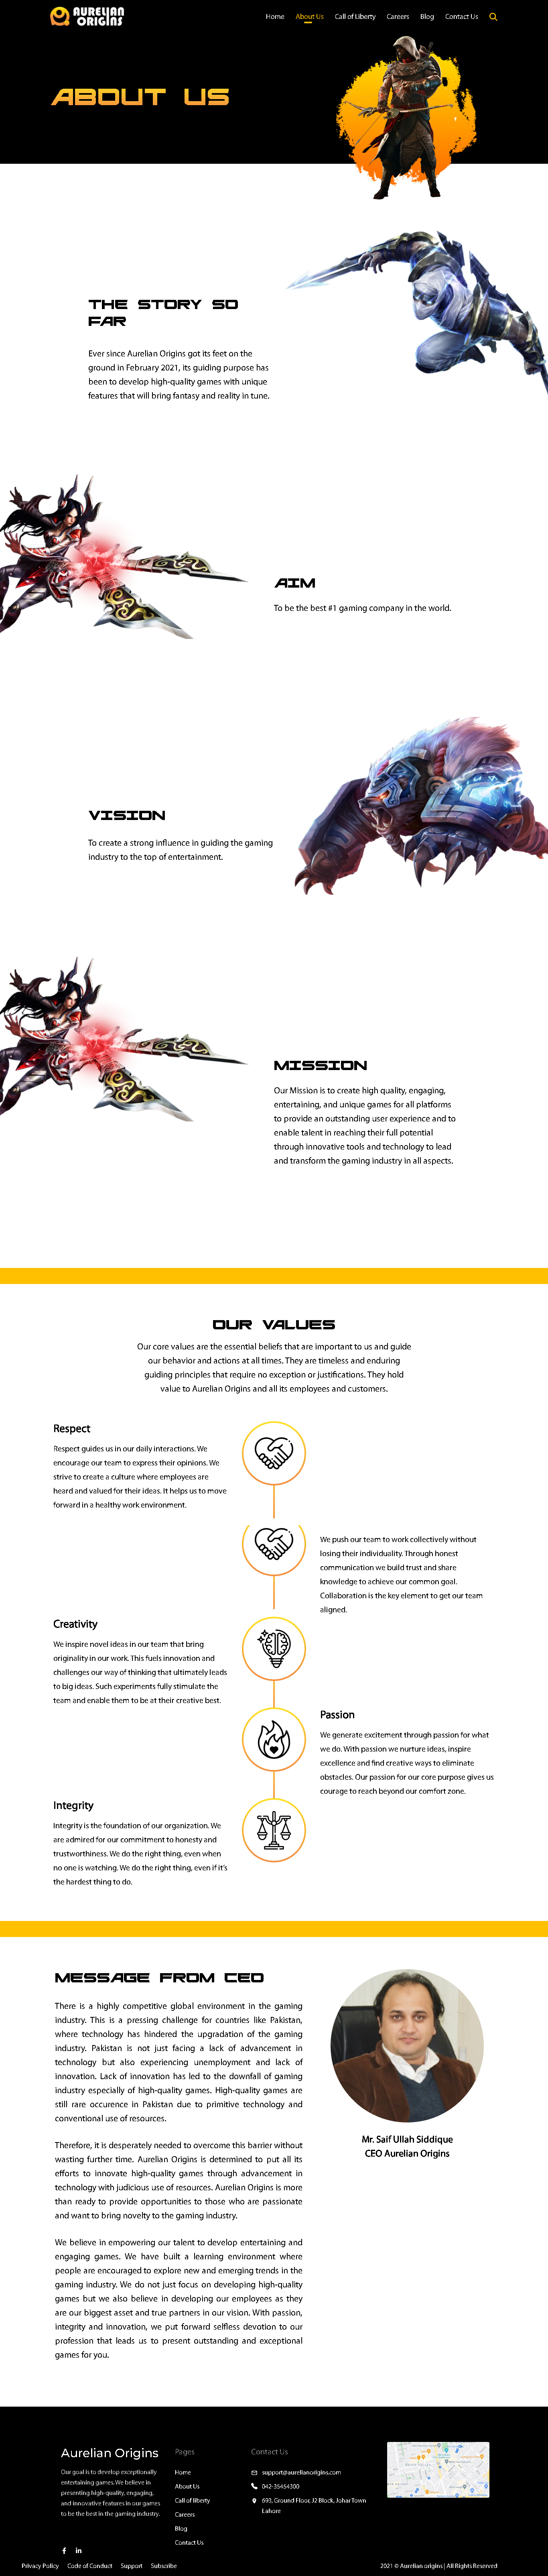 AURELIAN
ORIGINS
Home
About Us
Call of Liberty
Careers
Blog
Contact Us
ABOUT US
THE STORY SO
FAR
Ever since Aurelian Origins got its feet on the
ground in February 2021, its guiding purpose has
been to develop high-quality games with unique
features that will bring fantasy and reality in tune.
AIM
To be the best #1 gaming company in the world.
VISION
To create a strong influence in guiding the gaming
industry to the top of entertainment.
MISSION
Our Mission is to create high quality, engaging,
entertaining, and unique games for all platforms
to provide an outstanding user experience and to
enable talent in reaching their full potential
through innovative tools and technology to lead
and transform the gaming industry in all aspects.
OUR VALUES
Our core values are the essential beliefs that are important to us and guide
our behavior and actions at all times. They are timeless and enduring
guiding principles that require no exception or justifications. They hold
value to Aurelian Origins and all its employees and customers.
Respect
Respect guides us in our daily interactions. We
encourage our team to express their opinions. We
strive to create a culture where employees are
heard and valued for their ideas. It helps us to move
forward in a healthy work environment.
We push our team to work collectively without
losing their individuality. Through honest
communication we build trust and share
knowledge to achieve our common goal.
Collaboration is the key element to get our team
aligned.
Creativity
We inspire novel ideas in our team that bring
originality in our work. This fuels innovation and
challenges our way of thinking that ultimately leads
to big ideas. Such experiments fully stimulate the
team and enable them to be at their creative best.
Passion
We generate excitement through passion for what
we do. With passion we nurture ideas, inspire
excellence and find creative ways to eliminate
obstacles. Our passion for our core purpose gives us
courage to reach beyond our comfort zone.
Integrity
Integrity is the foundation of our organization. We
are admired for our commitment to honesty and
trustworthiness. We do the right thing, even when
no one is watching. We do the right thing, even if it's
the hardest thing to do.
MESSAGE FROM CEO
There is a highly competitive global environment in the gaming
industry. This is a pressing challenge for countries like Pakistan,
where technology has hindered the upgradation of the gaming
industry. Pakistan is not just facing a lack of advancement in
technology but also experiencing unemployment and lack of
innovation. Lack of innovation has led to the downfall of gaming
industry especially of high-quality games. High-quality games are
still rare occurence in Pakistan due to primitive technology and
conventional use of resources.
Therefore, it is desperately needed to overcome this barrier without
wasting further time. Aurelian Origins is determined to put all its
efforts to innovate high-quality games through advancement in
technology with judicious use of resources. Aurelian Origins is more
than ready to provide opportunities to those who are passionate
and want to bring novelty to the gaming industry.
We believe in empowering our talent to develop entertaining and
engaging games. We have built a learning environment where
people are encouraged to explore new and emerging trends in the
gaming industry. We do not just focus on developing high-quality
games but we also believe in developing our employees as they
are our biggest asset and true partners in our vision. With passion,
integrity and innovation, we put forward selfless devotion to our
profession that leads us to present outstanding and exceptional
games for you.
Mr. Saif Ullah Siddique
CEO Aurelian Origins
Aurelian Origins
Our goal is to develop exceptionally
entertaining games. We believe in
presenting high-quality, engaging,
and innovative features in our games
to be the best in the gaming industry.
Pages
Home
About Us
Call of liberty
Careers
Blog
Contact Us
Contact Us
support@aurelianorigins.com
042-35454300
693, Ground Floor, J2 Block, Johar Town
Lahore
Privacy Policy
Code of Conduct
Support
Subscribe
2021 © Aurelian origins | All Rights Reserved